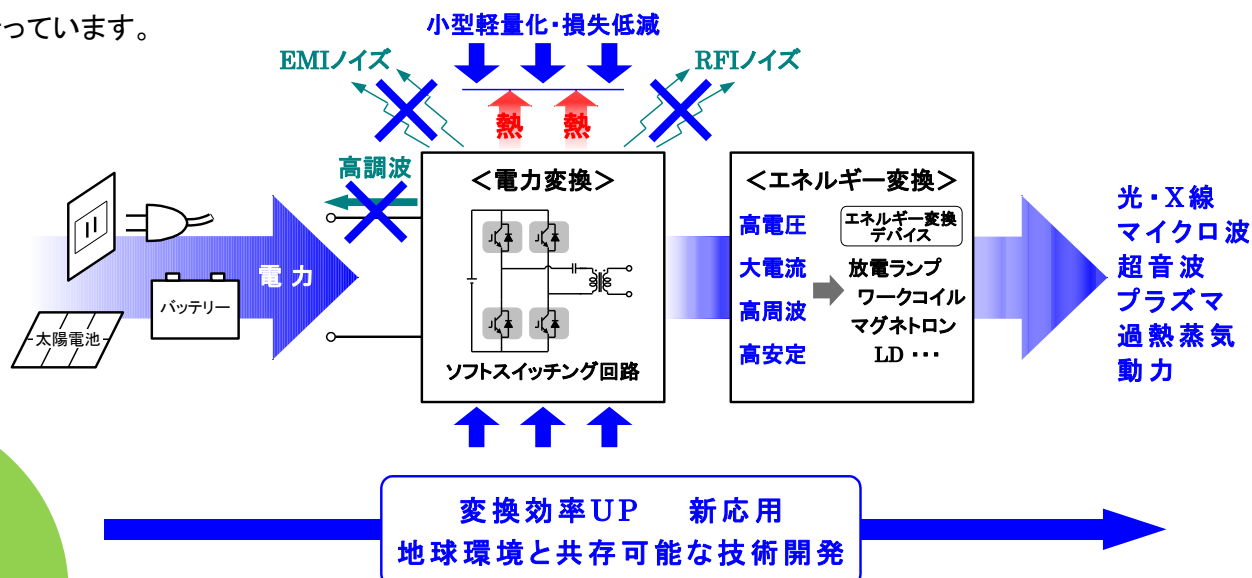 っています。
小型軽量化・損失低減
EMIノイズ
RFIノイズ
熱 熱
高調波
電力
バッテリー
太陽電池
＜電力変換＞
ソフトスイッチング回路
＜エネルギー変換＞
高電圧
大電流
高周波
高安定
エネルギー変換
デバイス
放電ランプ
ワークコイル
マグネトロン
LD ・・・
光・X線
マイクロ波
超音波
プラズマ
過熱蒸気
動力
変換効率UP 新応用
地球環境と共存可能な技術開発